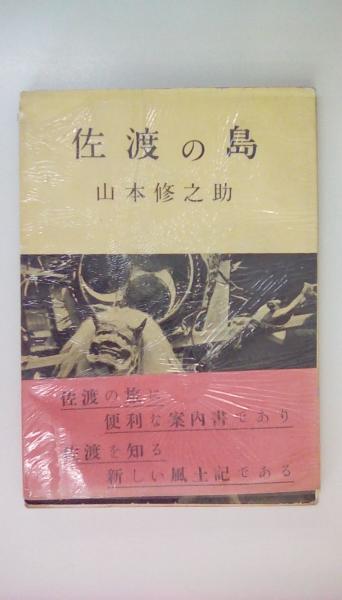 佐渡の島
山本修之助
佐渡の旅に
便利な案内書であり
佐渡を知る
新しい風土記である